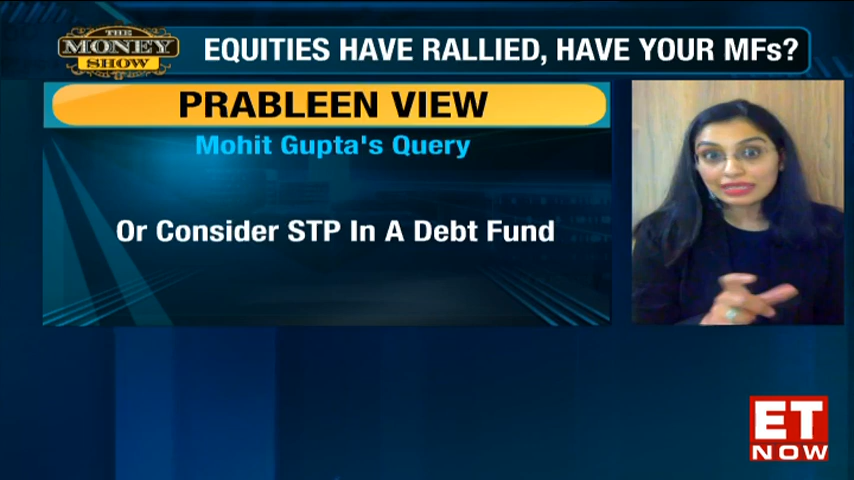 THE
MONEY
SHOW
EQUITIES HAVE RALLIED, HAVE YOUR MFs?
PRABLEEN VIEW
Mohit Gupta's Query
Or Consider STP In A Debt Fund
ET
NOW